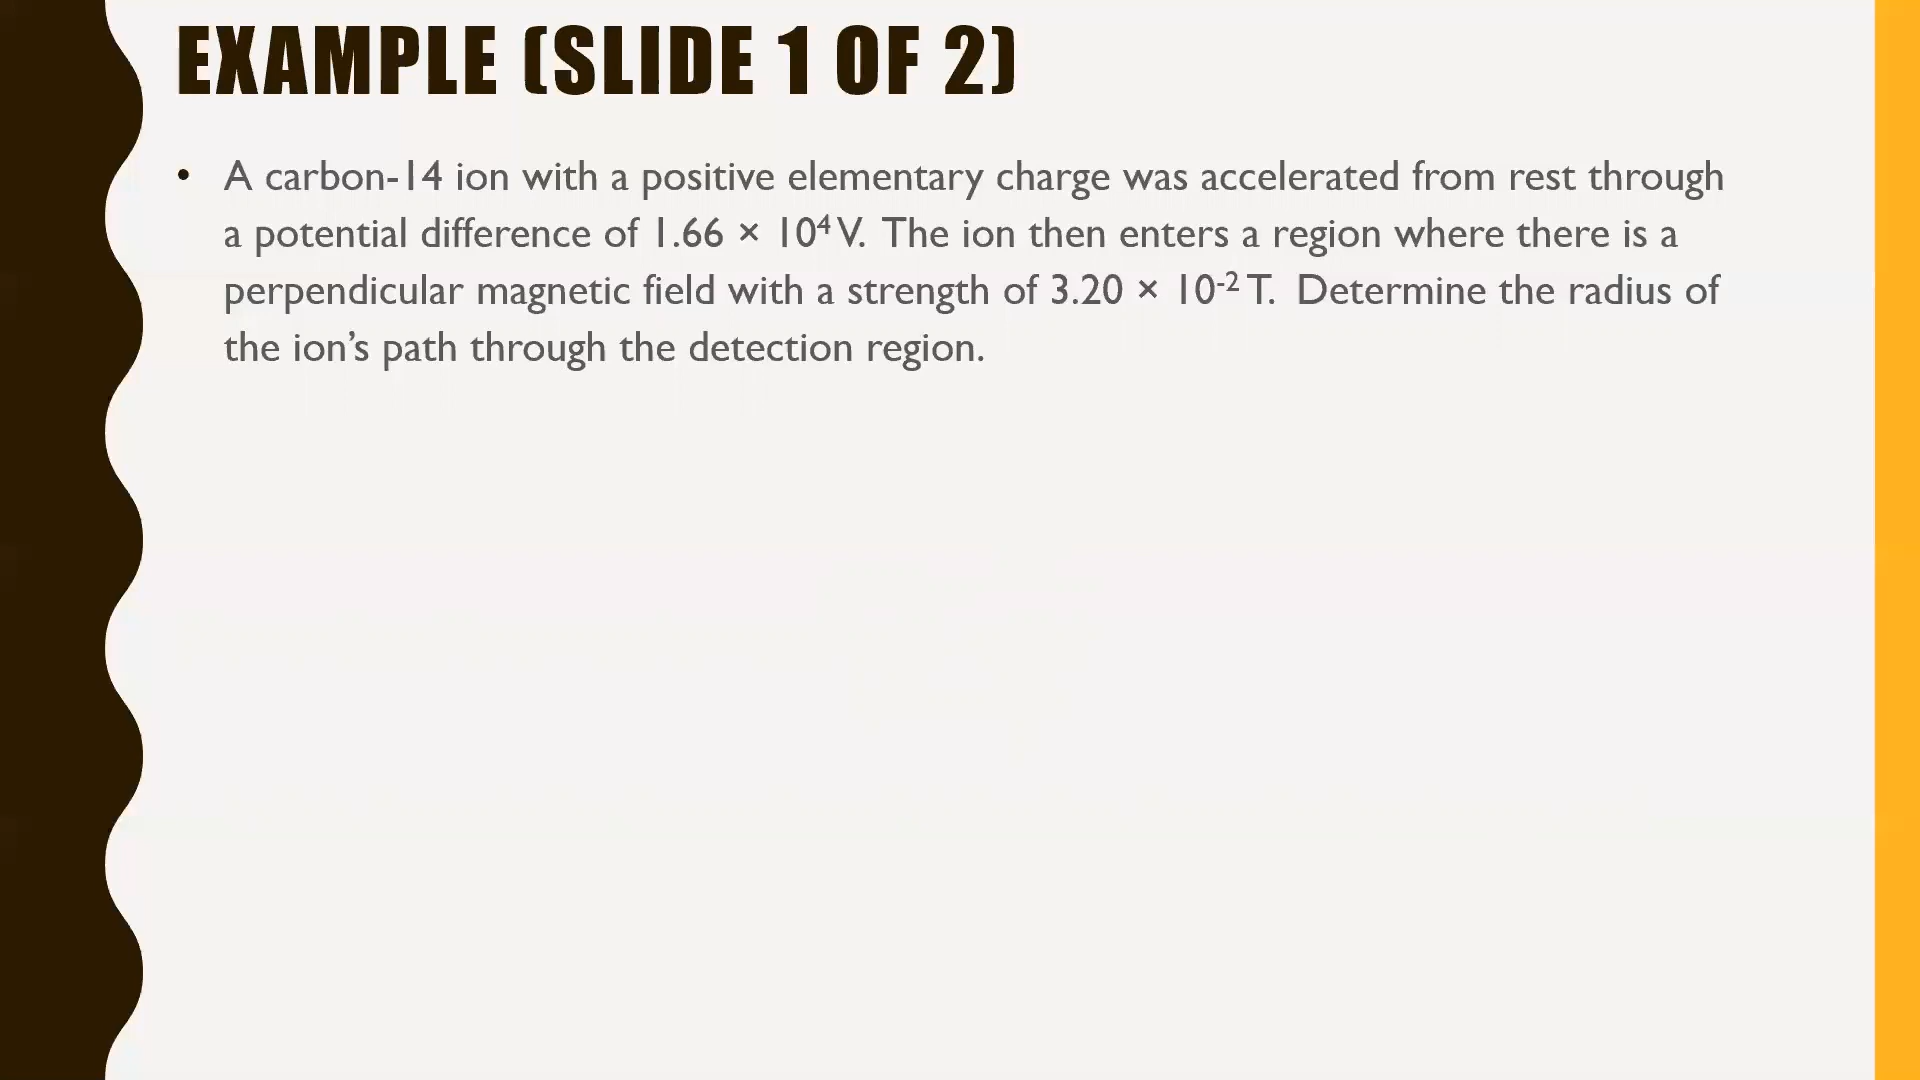 EXAMPLE (SLIDE 1 OF 2)
• A carbon-14 ion with a positive elementary charge was accelerated from rest through
a potential difference of 1.66 × 10⁴ V. The ion then enters a region where there is a
perpendicular magnetic field with a strength of 3.20 × 10⁻² T. Determine the radius of
the ion’s path through the detection region.